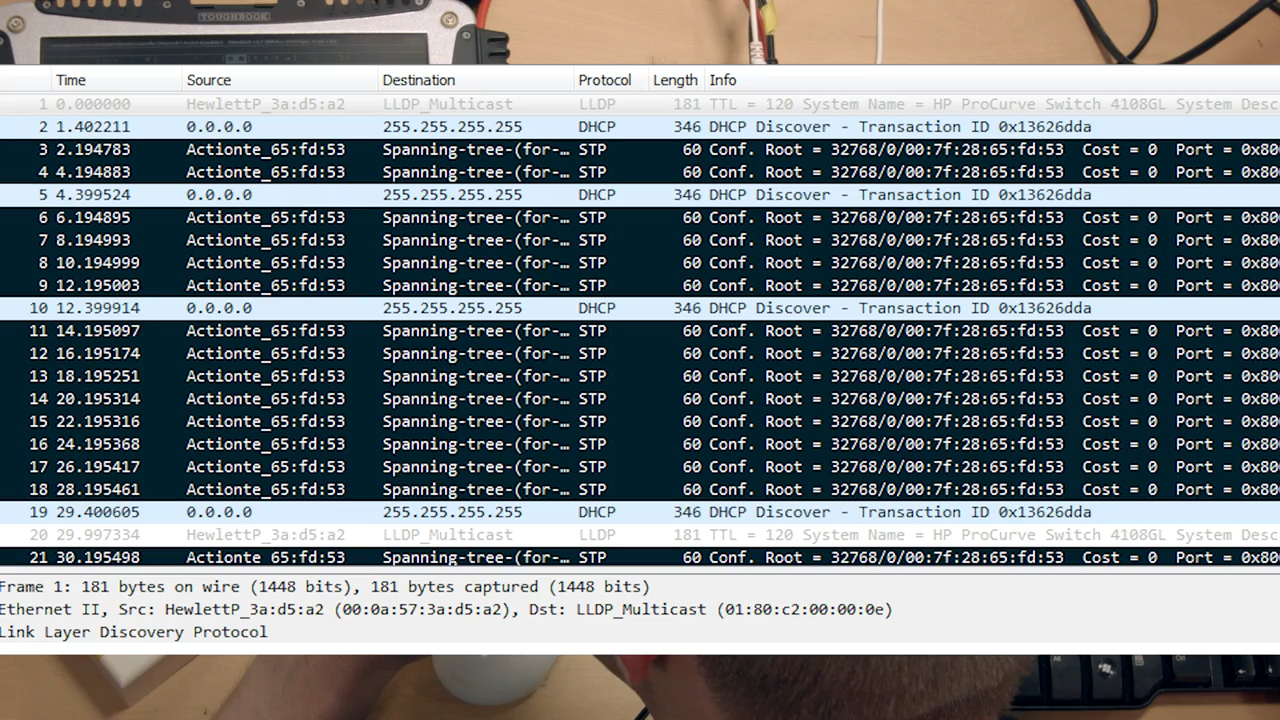 TOUGHBOOK
Time Source Destination Protocol Length Info
1 0.000000 HewlettP_3a:d5:a2 LLDP_Multicast LLDP 181 TTL = 120 System Name = HP ProCurve Switch 4108GL System Desc
2 1.402211 0.0.0.0 255.255.255.255 DHCP 346 DHCP Discover - Transaction ID 0x13626dda
3 2.194783 Actionte_65:fd:53 Spanning-tree-(for-… STP 60 Conf. Root = 32768/0/00:7f:28:65:fd:53 Cost = 0 Port = 0x80
4 4.194883 Actionte_65:fd:53 Spanning-tree-(for-… STP 60 Conf. Root = 32768/0/00:7f:28:65:fd:53 Cost = 0 Port = 0x80
5 4.399524 0.0.0.0 255.255.255.255 DHCP 346 DHCP Discover - Transaction ID 0x13626dda
6 6.194895 Actionte_65:fd:53 Spanning-tree-(for-… STP 60 Conf. Root = 32768/0/00:7f:28:65:fd:53 Cost = 0 Port = 0x80
7 8.194993 Actionte_65:fd:53 Spanning-tree-(for-… STP 60 Conf. Root = 32768/0/00:7f:28:65:fd:53 Cost = 0 Port = 0x80
8 10.194999 Actionte_65:fd:53 Spanning-tree-(for-… STP 60 Conf. Root = 32768/0/00:7f:28:65:fd:53 Cost = 0 Port = 0x80
9 12.195003 Actionte_65:fd:53 Spanning-tree-(for-… STP 60 Conf. Root = 32768/0/00:7f:28:65:fd:53 Cost = 0 Port = 0x80
10 12.399914 0.0.0.0 255.255.255.255 DHCP 346 DHCP Discover - Transaction ID 0x13626dda
11 14.195097 Actionte_65:fd:53 Spanning-tree-(for-… STP 60 Conf. Root = 32768/0/00:7f:28:65:fd:53 Cost = 0 Port = 0x80
12 16.195174 Actionte_65:fd:53 Spanning-tree-(for-… STP 60 Conf. Root = 32768/0/00:7f:28:65:fd:53 Cost = 0 Port = 0x80
13 18.195251 Actionte_65:fd:53 Spanning-tree-(for-… STP 60 Conf. Root = 32768/0/00:7f:28:65:fd:53 Cost = 0 Port = 0x80
14 20.195314 Actionte_65:fd:53 Spanning-tree-(for-… STP 60 Conf. Root = 32768/0/00:7f:28:65:fd:53 Cost = 0 Port = 0x80
15 22.195316 Actionte_65:fd:53 Spanning-tree-(for-… STP 60 Conf. Root = 32768/0/00:7f:28:65:fd:53 Cost = 0 Port = 0x80
16 24.195368 Actionte_65:fd:53 Spanning-tree-(for-… STP 60 Conf. Root = 32768/0/00:7f:28:65:fd:53 Cost = 0 Port = 0x80
17 26.195417 Actionte_65:fd:53 Spanning-tree-(for-… STP 60 Conf. Root = 32768/0/00:7f:28:65:fd:53 Cost = 0 Port = 0x80
18 28.195461 Actionte_65:fd:53 Spanning-tree-(for-… STP 60 Conf. Root = 32768/0/00:7f:28:65:fd:53 Cost = 0 Port = 0x80
19 29.400605 0.0.0.0 255.255.255.255 DHCP 346 DHCP Discover - Transaction ID 0x13626dda
20 29.997334 HewlettP_3a:d5:a2 LLDP_Multicast LLDP 181 TTL = 120 System Name = HP ProCurve Switch 4108GL System Desc
21 30.195498 Actionte_65:fd:53 Spanning-tree-(for-… STP 60 Conf. Root = 32768/0/00:7f:28:65:fd:53 Cost = 0 Port = 0x80
Frame 1: 181 bytes on wire (1448 bits), 181 bytes captured (1448 bits)
Ethernet II, Src: HewlettP_3a:d5:a2 (00:0a:57:3a:d5:a2), Dst: LLDP_Multicast (01:80:c2:00:00:0e)
Link Layer Discovery Protocol
Alt
Ctrl